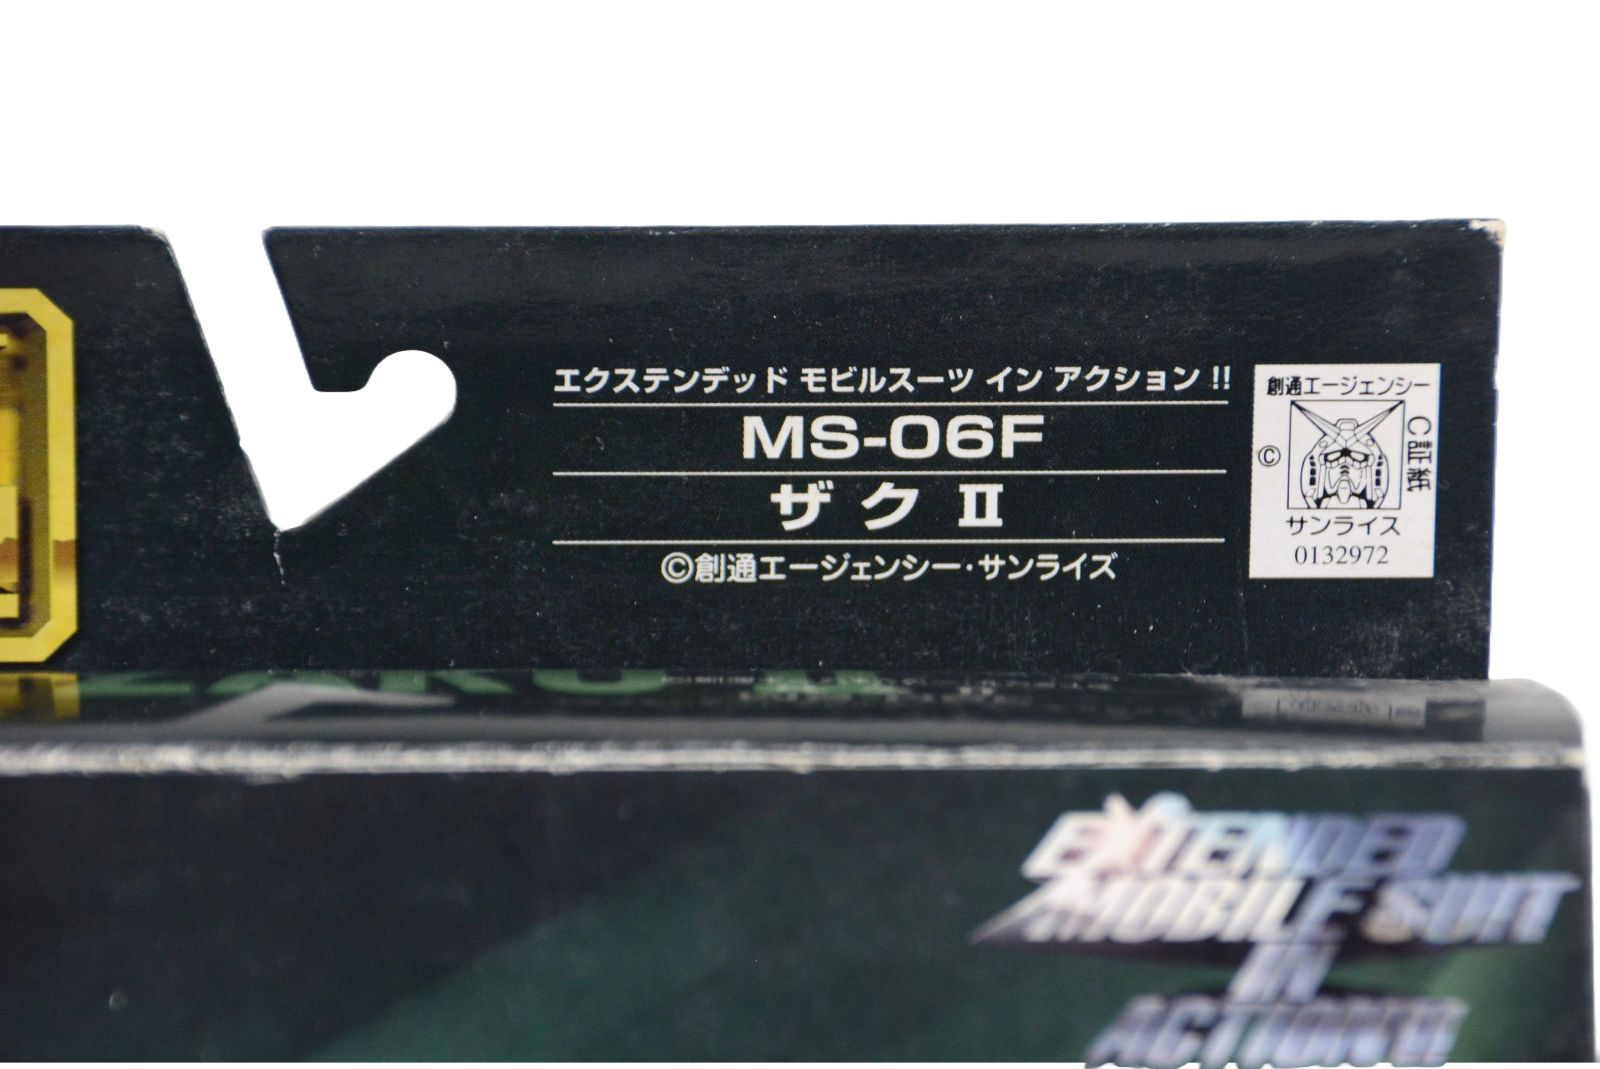 エクステンデッド モビルスーツ イン アクション!!
MS-06F
ザク II
©創通エージェンシー・サンライズ
創通エージェンシー
©
C証紙
サンライズ
0132972
ZAKU II
EXTENDED
MOBILE SUIT
IN
ACTION!!